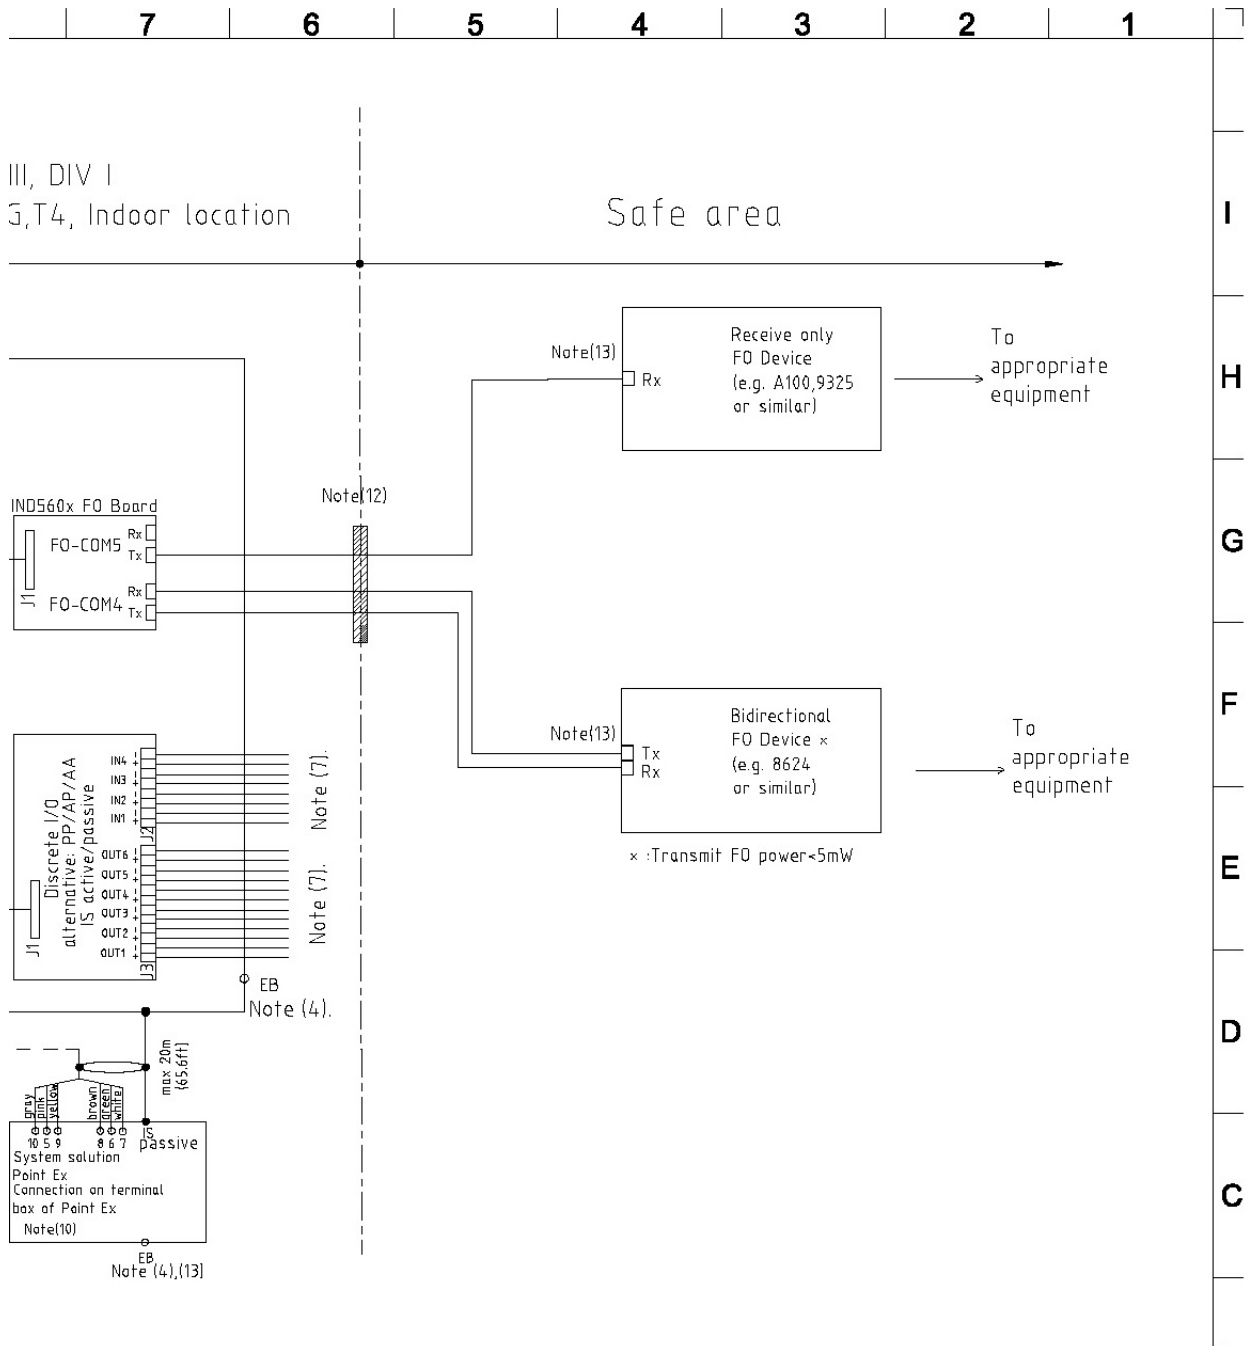 7 6 5 4 3 2 1
III, DIV I
G,T4, Indoor location
Safe area
I
H
G
F
E
D
C
Note(13)
Rx
Receive only
FO Device
(e.g. A100,9325
or similar)
To
appropriate
equipment
Note(12)
IND560x FO Board
FO-COM5
Rx
Tx
FO-COM4
Rx
Tx
J1
Note(13)
Tx
Rx
Bidirectional
FO Device ×
(e.g. 8624
or similar)
To
appropriate
equipment
× :Transmit FO power<5mW
Discrete I/O
alternative: PP/AP/AA
IS active/passive
J1
IN4 - +
IN3 - +
IN2 - +
IN1 - +
J2
OUT6 - +
OUT5 - +
OUT4 - +
OUT3 - +
OUT2 - +
OUT1 - +
J3
Note (7).
Note (7).
EB
Note (4).
max 20m
(65.6ft]
gray
pink
yellow
brown
green
white
10 5 9 8 6 7
IS
passive
System solution
Point Ex
Connection on terminal
box of Point Ex
Note(10)
EB
Note (4),(13]